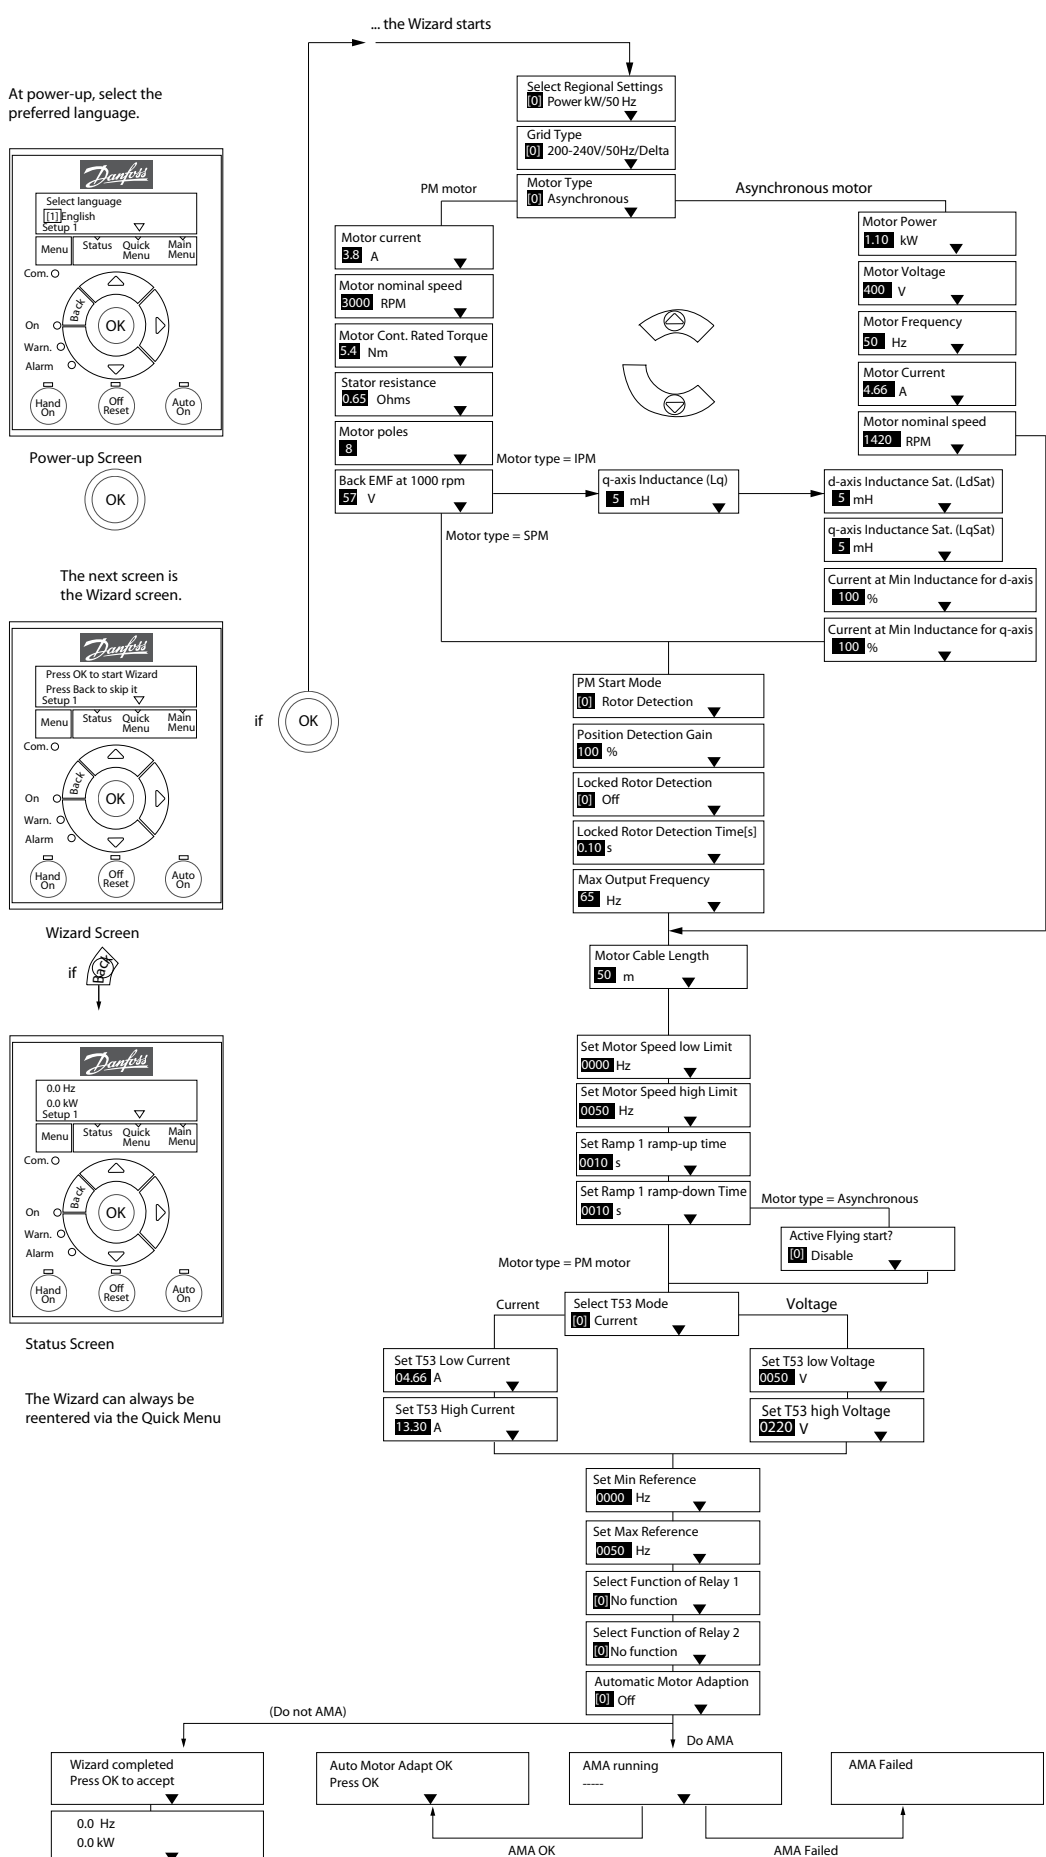 ... the Wizard starts
At power-up, select the
preferred language.
Danfoss
Select language
[1] English
Setup 1
Menu
Status
Quick
Menu
Main
Menu
Com.
Back
OK
On
Warn.
Alarm
Hand
On
Off
Reset
Auto
On
Power-up Screen
OK
The next screen is
the Wizard screen.
Danfoss
Press OK to start Wizard
Press Back to skip it
Setup 1
Menu
Status
Quick
Menu
Main
Menu
Com.
Back
OK
On
Warn.
Alarm
Hand
On
Off
Reset
Auto
On
Wizard Screen
if
Back
if
OK
Danfoss
0.0 Hz
0.0 kW
Setup 1
Menu
Status
Quick
Menu
Main
Menu
Com.
Back
OK
On
Warn.
Alarm
Hand
On
Off
Reset
Auto
On
Status Screen
The Wizard can always be
reentered via the Quick Menu
Select Regional Settings
[0] Power kW/50 Hz
Grid Type
[0] 200-240V/50Hz/Delta
Motor Type
[0] Asynchronous
PM motor
Asynchronous motor
Motor current
3.8 A
Motor nominal speed
3000 RPM
Motor Cont. Rated Torque
5.4 Nm
Stator resistance
0.65 Ohms
Motor poles
8
Back EMF at 1000 rpm
57 V
Motor Power
1.10 kW
Motor Voltage
400 V
Motor Frequency
50 Hz
Motor Current
4.66 A
Motor nominal speed
1420 RPM
Motor type = IPM
q-axis Inductance (Lq)
5 mH
d-axis Inductance Sat. (LdSat)
5 mH
q-axis Inductance Sat. (LqSat)
5 mH
Current at Min Inductance for d-axis
100 %
Current at Min Inductance for q-axis
100 %
Motor type = SPM
PM Start Mode
[0] Rotor Detection
Position Detection Gain
100 %
Locked Rotor Detection
[0] Off
Locked Rotor Detection Time[s]
0.10 s
Max Output Frequency
65 Hz
Motor Cable Length
50 m
Set Motor Speed low Limit
0000 Hz
Set Motor Speed high Limit
0050 Hz
Set Ramp 1 ramp-up time
0010 s
Set Ramp 1 ramp-down Time
0010 s
Motor type = Asynchronous
Active Flying start?
[0] Disable
Motor type = PM motor
Current
Select T53 Mode
[0] Current
Voltage
Set T53 Low Current
04.66 A
Set T53 High Current
13.30 A
Set T53 low Voltage
0050 V
Set T53 high Voltage
0220 V
Set Min Reference
0000 Hz
Set Max Reference
0050 Hz
Select Function of Relay 1
[0] No function
Select Function of Relay 2
[0] No function
Automatic Motor Adaption
[0] Off
(Do not AMA)
Do AMA
Wizard completed
Press OK to accept
0.0 Hz
0.0 kW
Auto Motor Adapt OK
Press OK
AMA running
-----
AMA Failed
AMA OK
AMA Failed